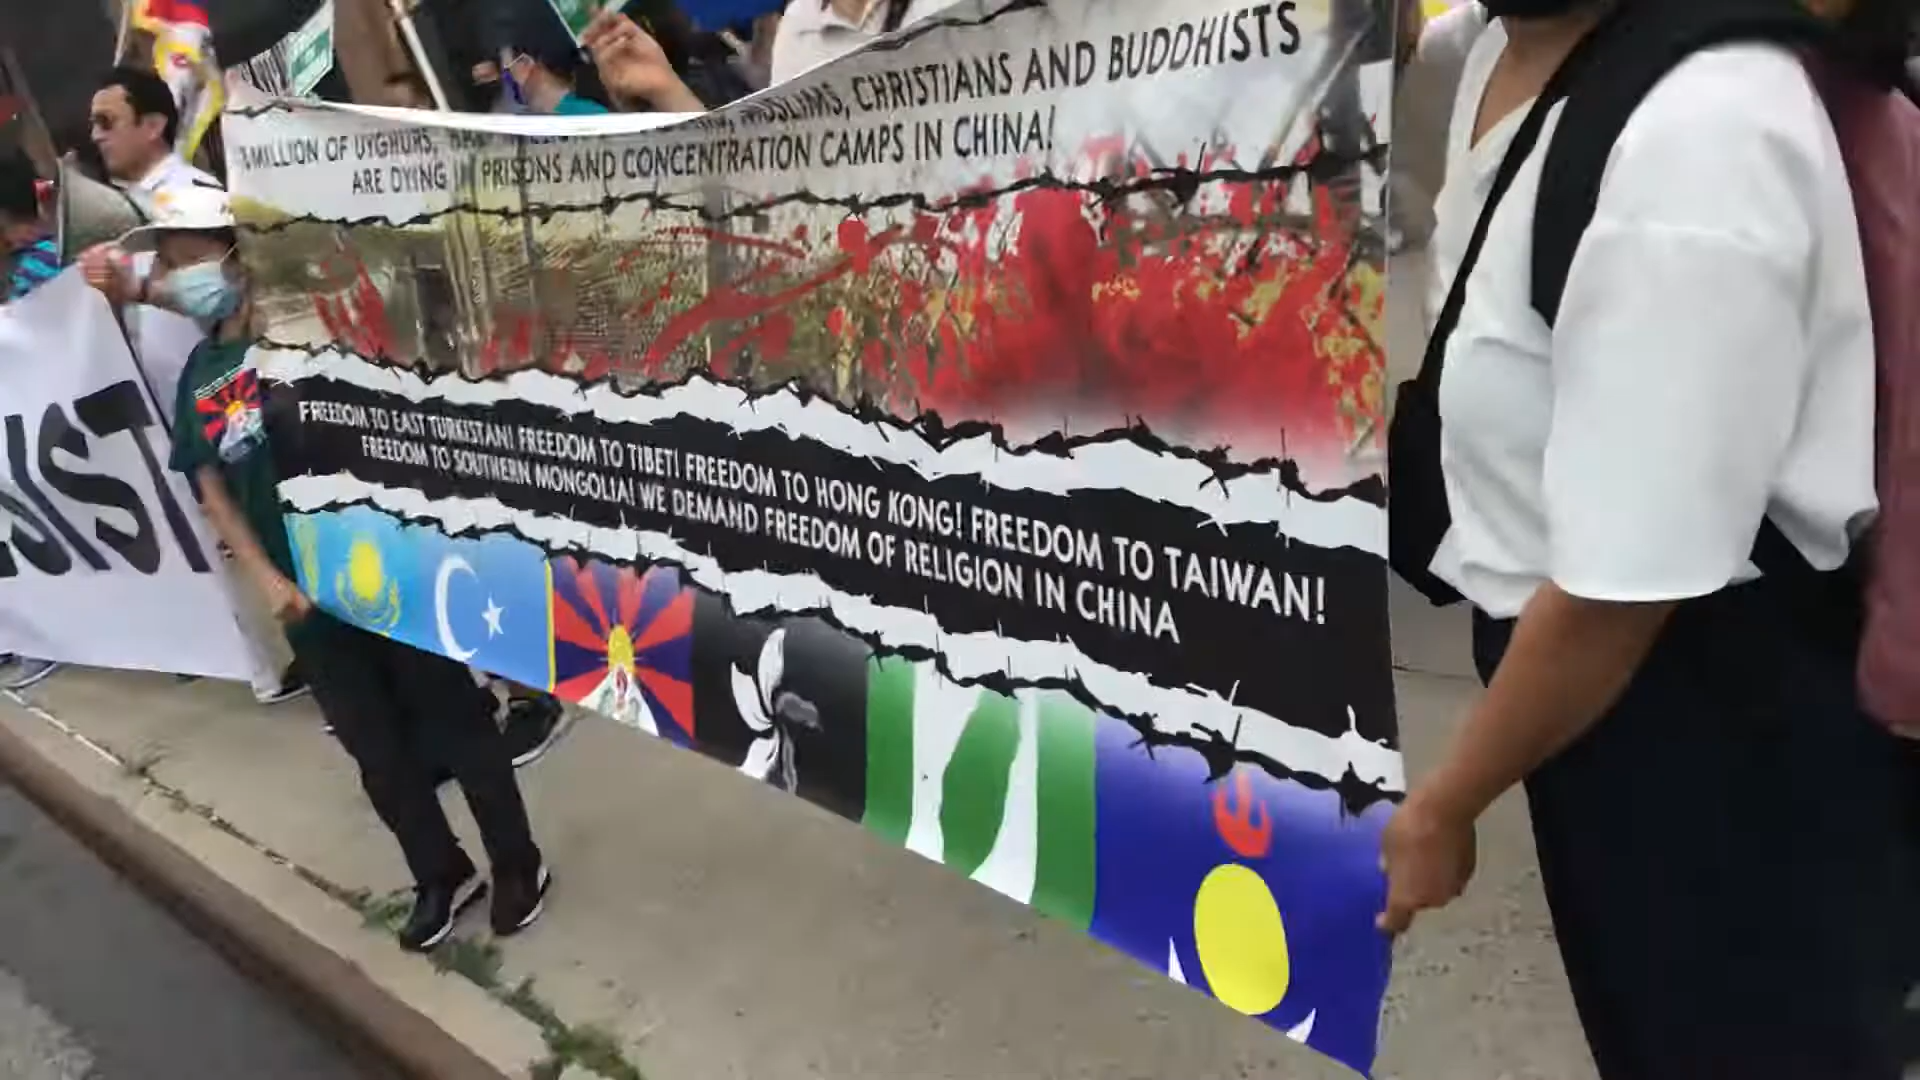 MILLION OF UYGHURS, MUSLIMS, CHRISTIANS AND BUDDHISTS
ARE DYING IN PRISONS AND CONCENTRATION CAMPS IN CHINA!
FREEDOM TO EAST TURKISTAN! FREEDOM TO TIBET! FREEDOM TO HONG KONG! FREEDOM TO TAIWAN!
FREEDOM TO SOUTHERN MONGOLIA! WE DEMAND FREEDOM OF RELIGION IN CHINA